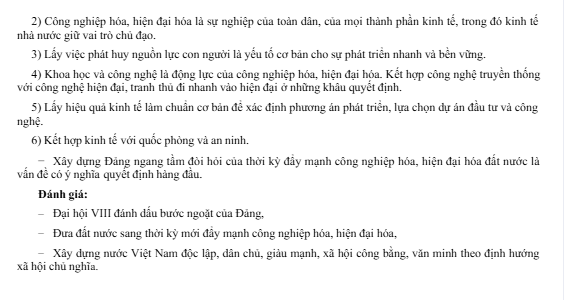 2) Công nghiệp hóa, hiện đại hóa là sự nghiệp của toàn dân, của mọi thành phần kinh tế, trong đó kinh tế
nhà nước giữ vai trò chủ đạo.
3) Lấy việc phát huy nguồn lực con người là yếu tố cơ bản cho sự phát triển nhanh và bền vững.
4) Khoa học và công nghệ là động lực của công nghiệp hóa, hiện đại hóa. Kết hợp công nghệ truyền thống
với công nghệ hiện đại, tranh thủ đi nhanh vào hiện đại ở những khâu quyết định.
5) Lấy hiệu quả kinh tế làm chuẩn cơ bản để xác định phương án phát triển, lựa chọn dự án đầu tư và công
nghệ.
6) Kết hợp kinh tế với quốc phòng và an ninh.
− Xây dựng Đảng ngang tầm đòi hỏi của thời kỳ đẩy mạnh công nghiệp hóa, hiện đại hóa đất nước là
vấn đề có ý nghĩa quyết định hàng đầu.
Đánh giá:
− Đại hội VIII đánh dấu bước ngoặt của Đảng,
− Đưa đất nước sang thời kỳ mới đẩy mạnh công nghiệp hóa, hiện đại hóa,
− Xây dựng nước Việt Nam độc lập, dân chủ, giàu mạnh, xã hội công bằng, văn minh theo định hướng
xã hội chủ nghĩa.